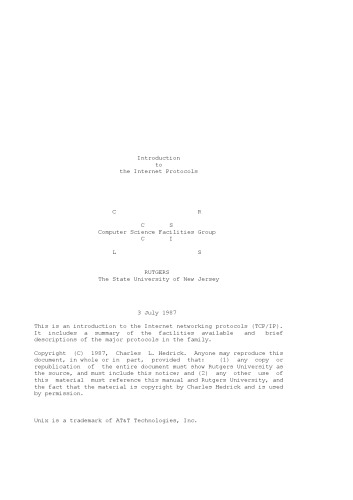 Introduction
to
the Internet Protocols
C R
C S
Computer Science Facilities Group
C I
L S
RUTGERS
The State University of New Jersey
3 July 1987
This is an introduction to the Internet networking protocols (TCP/IP).
It includes a summary of the facilities available and brief
descriptions of the major protocols in the family.
Copyright (C) 1987, Charles L. Hedrick. Anyone may reproduce this
document, in whole or in part, provided that: (1) any copy or
republication of the entire document must show Rutgers University as
the source, and must include this notice; and (2) any other use of
this material must reference this manual and Rutgers University, and
the fact that the material is copyright by Charles Hedrick and is used
by permission.
Unix is a trademark of AT&T Technologies, Inc.